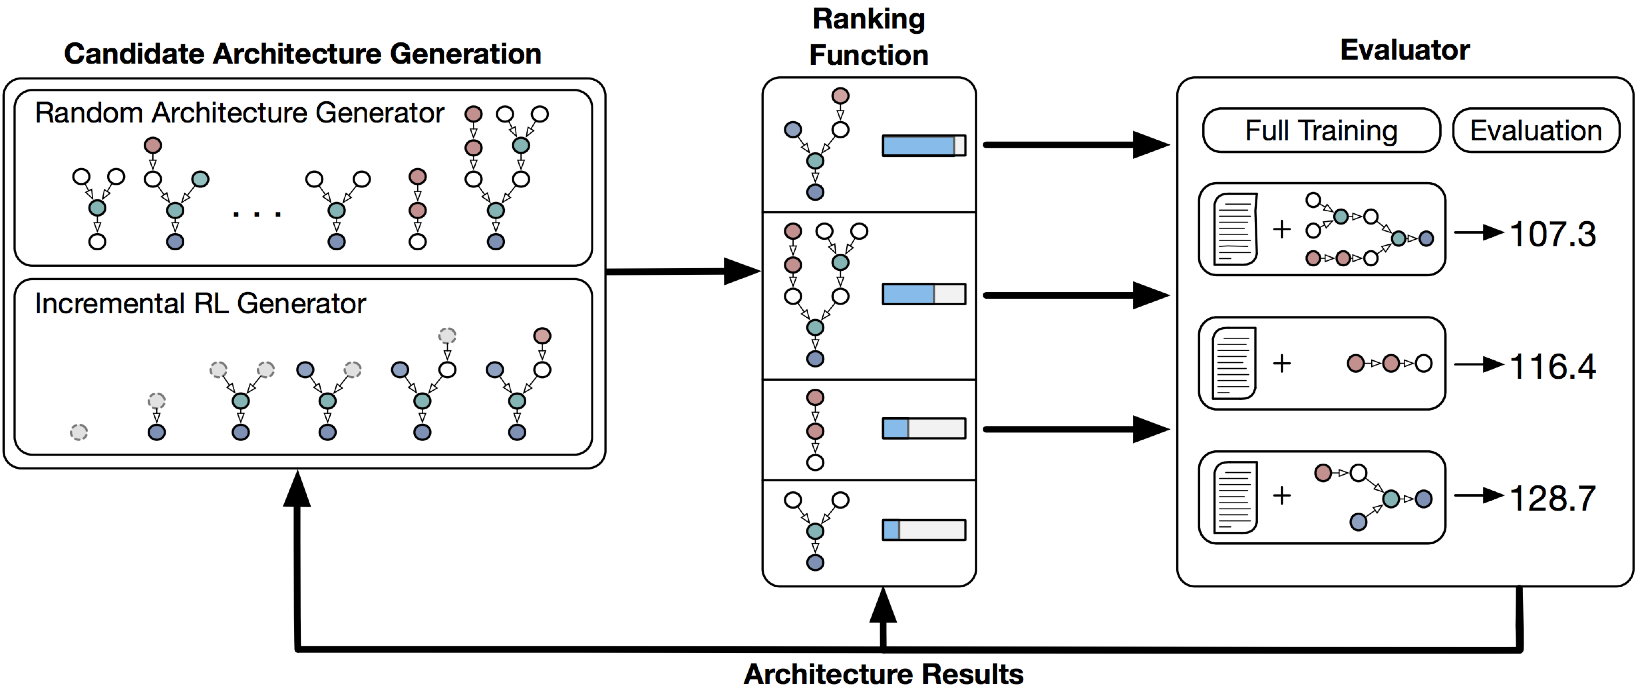 Candidate Architecture Generation
Random Architecture Generator
. . .
Incremental RL Generator
Ranking
Function
Evaluator
Full Training
Evaluation
+
107.3
+
116.4
+
128.7
Architecture Results